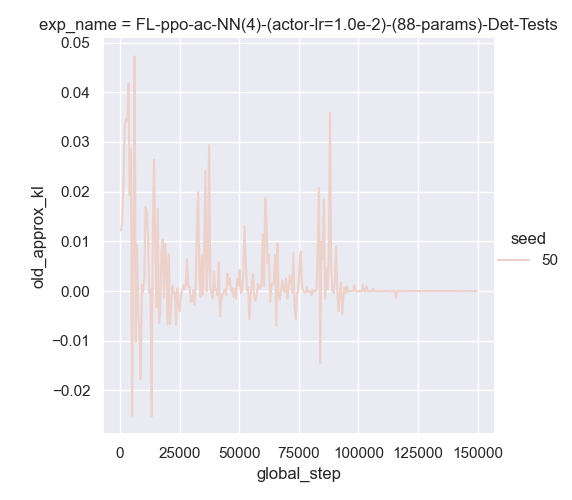 exp_name = FL-ppo-ac-NN(4)-(actor-lr=1.0e-2)-(88-params)-Det-Tests
0.05
0.04
0.03
0.02
0.01
0.00
−0.01
−0.02
old_approx_kl
seed
50
0 25000 50000 75000 100000 125000 150000
global_step